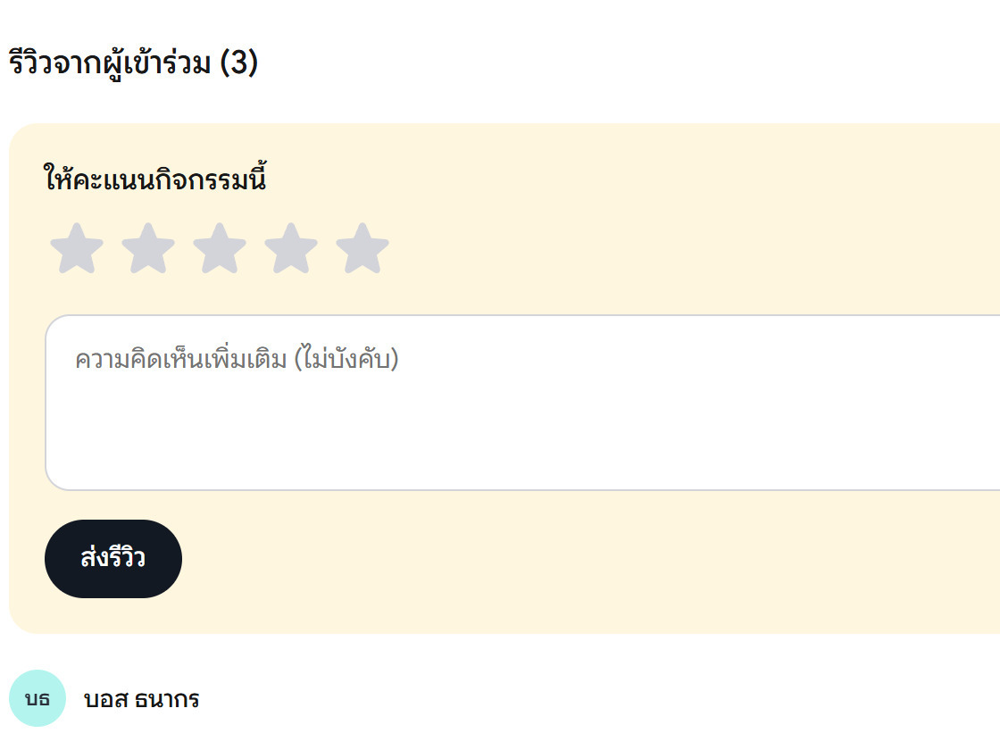 รีวิวจากผู้เข้าร่วม (3)
ให้คะแนนกิจกรรมนี้
ความคิดเห็นเพิ่มเติม (ไม่บังคับ)
ส่งรีวิว
บธ บอส ธนากร